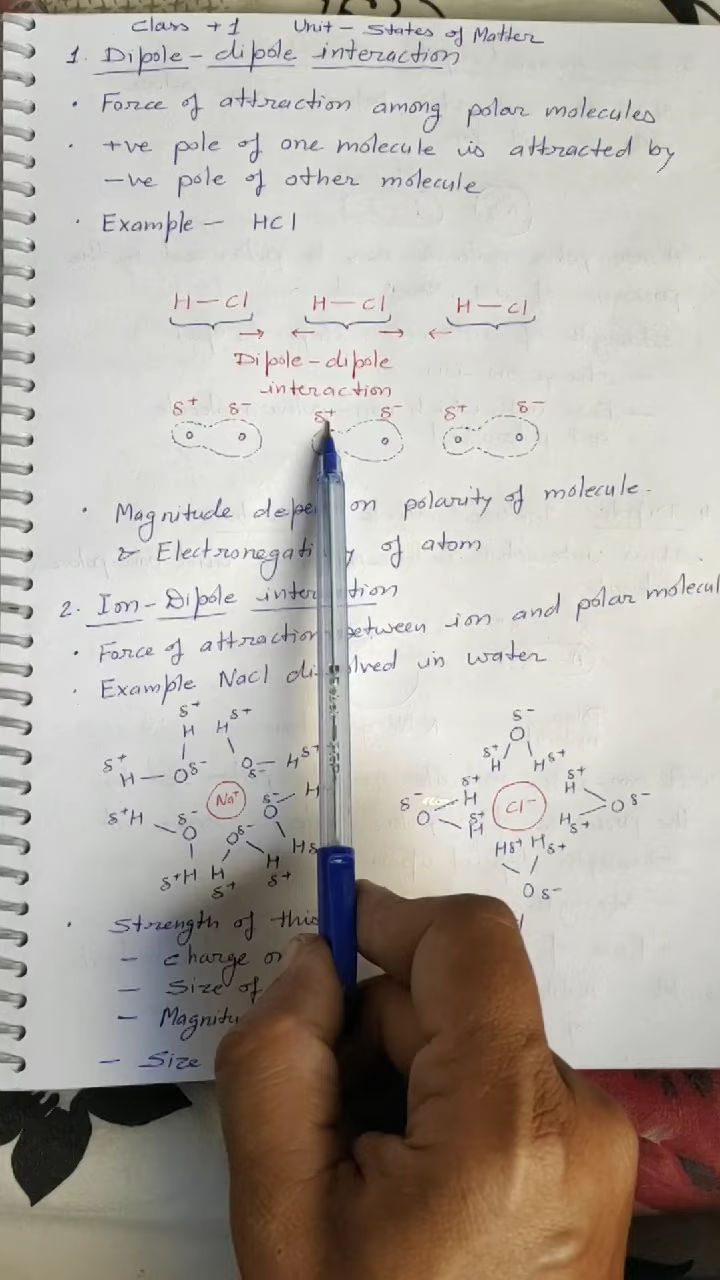 Class +1 Unit - States of Matter
1. Dipole - dipole interaction
• Force of attraction among polar molecules
• +ve pole of one molecule is attracted by
-ve pole of other molecule
• Example - HCl
H - Cl H - Cl H - Cl
Dipole - dipole
interaction
δ+ δ- δ+ δ- δ+ δ-
• Magnitude on polarity of molecule.
& of atom
2. Ion - Dipole
• Force of attraction between ion and polar
• Example NaCl in water
δ+ H H δ+ δ+ H - O δ- O δ- H δ+
Na+
δ+ H δ- O H δ+ O δ- H δ+ H δ+ δ- O H H
δ- O δ+ H H δ+
δ- O δ+ H δ+ H Cl- δ+ H H δ+ O δ-
H δ+ H δ+
O δ-
• Strength of this
- charge
- Size of
-
- Size